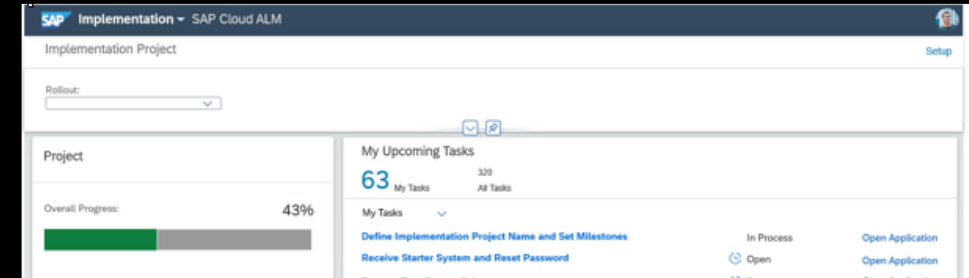 SAP Implementation SAP Cloud ALM
Implementation Project
Setup
Rollout:
Project
Overall Progress:
43%
My Upcoming Tasks
63 My Tasks
320
All Tasks
My Tasks
Define Implementation Project Name and Set Milestones In Process Open Application
Receive Starter System and Reset Password Open Open Application